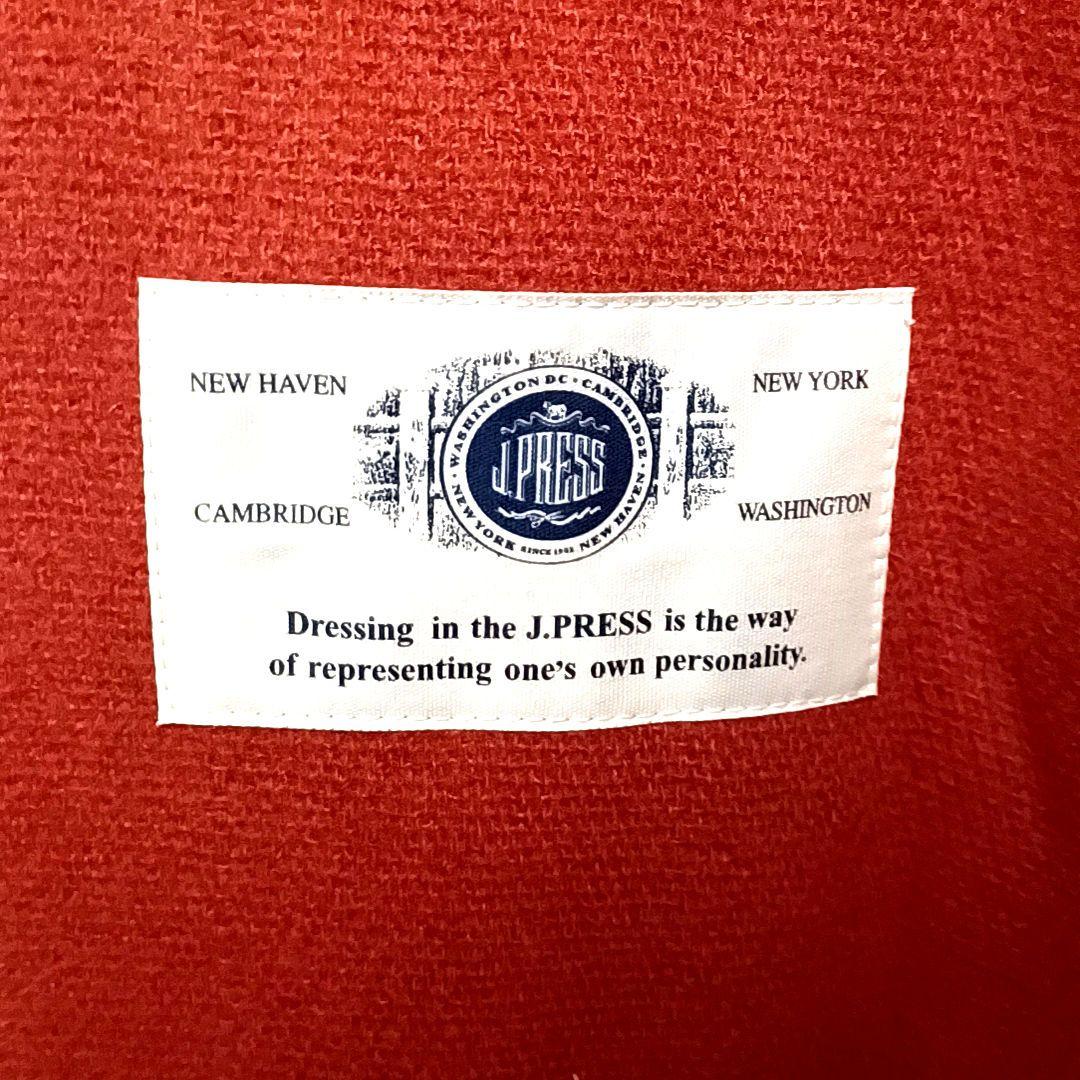 NEW HAVEN
NEW YORK
WASHINGTON DC · CAMBRIDGE ·
J.PRESS
NEW YORK SINCE 1902 NEW HAVEN
CAMBRIDGE
WASHINGTON
Dressing in the J.PRESS is the way
of representing one's own personality.